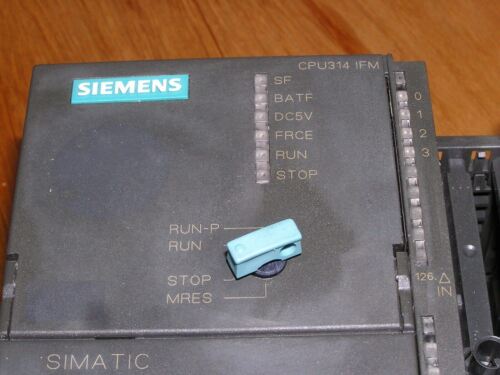 CPU314 IFM
SIEMENS
SF
BATF
DC5V
FRCE
RUN
STOP
0
1
2
3
RUN-P
RUN
STOP
MRES
126. Δ
IN
SIMATIC